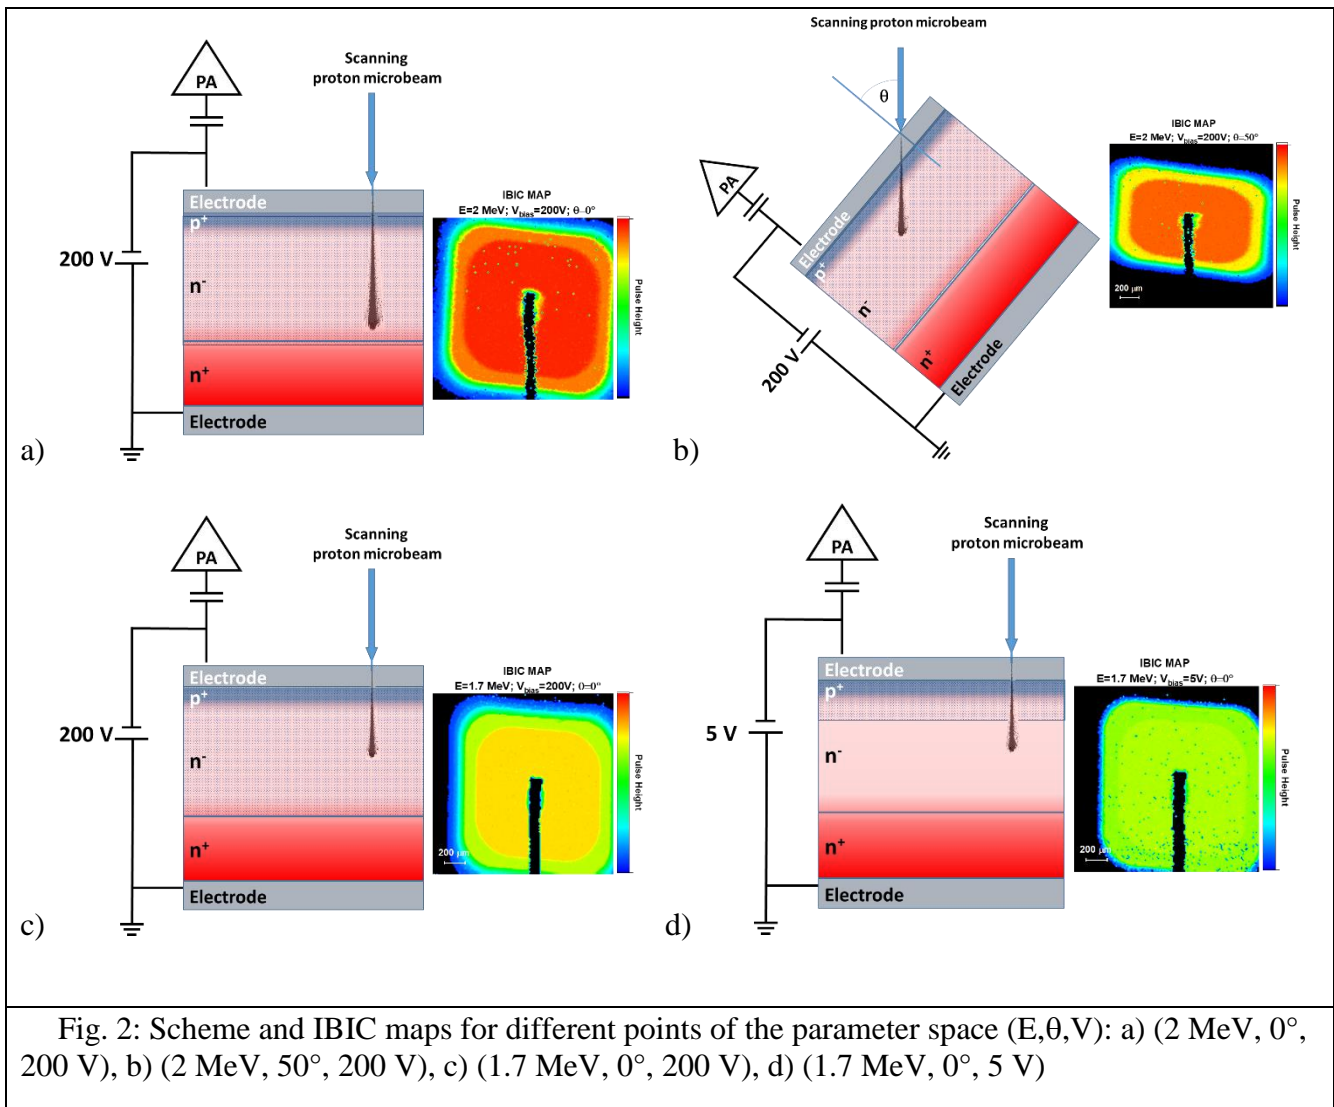 PA
Scanning
proton microbeam
Electrode
p+
200 V
n-
n+
Electrode
IBIC MAP
E=2 MeV; Vbias=200V; θ=0°
Pulse Height
a)
Scanning proton microbeam
θ
PA
Electrode
p+
n-
n+
Electrode
200 V
IBIC MAP
E=2 MeV; Vbias=200V; θ=50°
200 μm
Pulse Height
b)
PA
Scanning
proton microbeam
Electrode
p+
200 V
n-
n+
Electrode
IBIC MAP
E=1.7 MeV; Vbias=200V; θ=0°
200 μm
Pulse Height
c)
PA
Scanning
proton microbeam
Electrode
p+
5 V
n-
n+
Electrode
IBIC MAP
E=1.7 MeV; Vbias=5V; θ=0°
200 μm
Pulse Height
d)
Fig. 2: Scheme and IBIC maps for different points of the parameter space (E,θ,V): a) (2 MeV, 0°,
200 V), b) (2 MeV, 50°, 200 V), c) (1.7 MeV, 0°, 200 V), d) (1.7 MeV, 0°, 5 V)